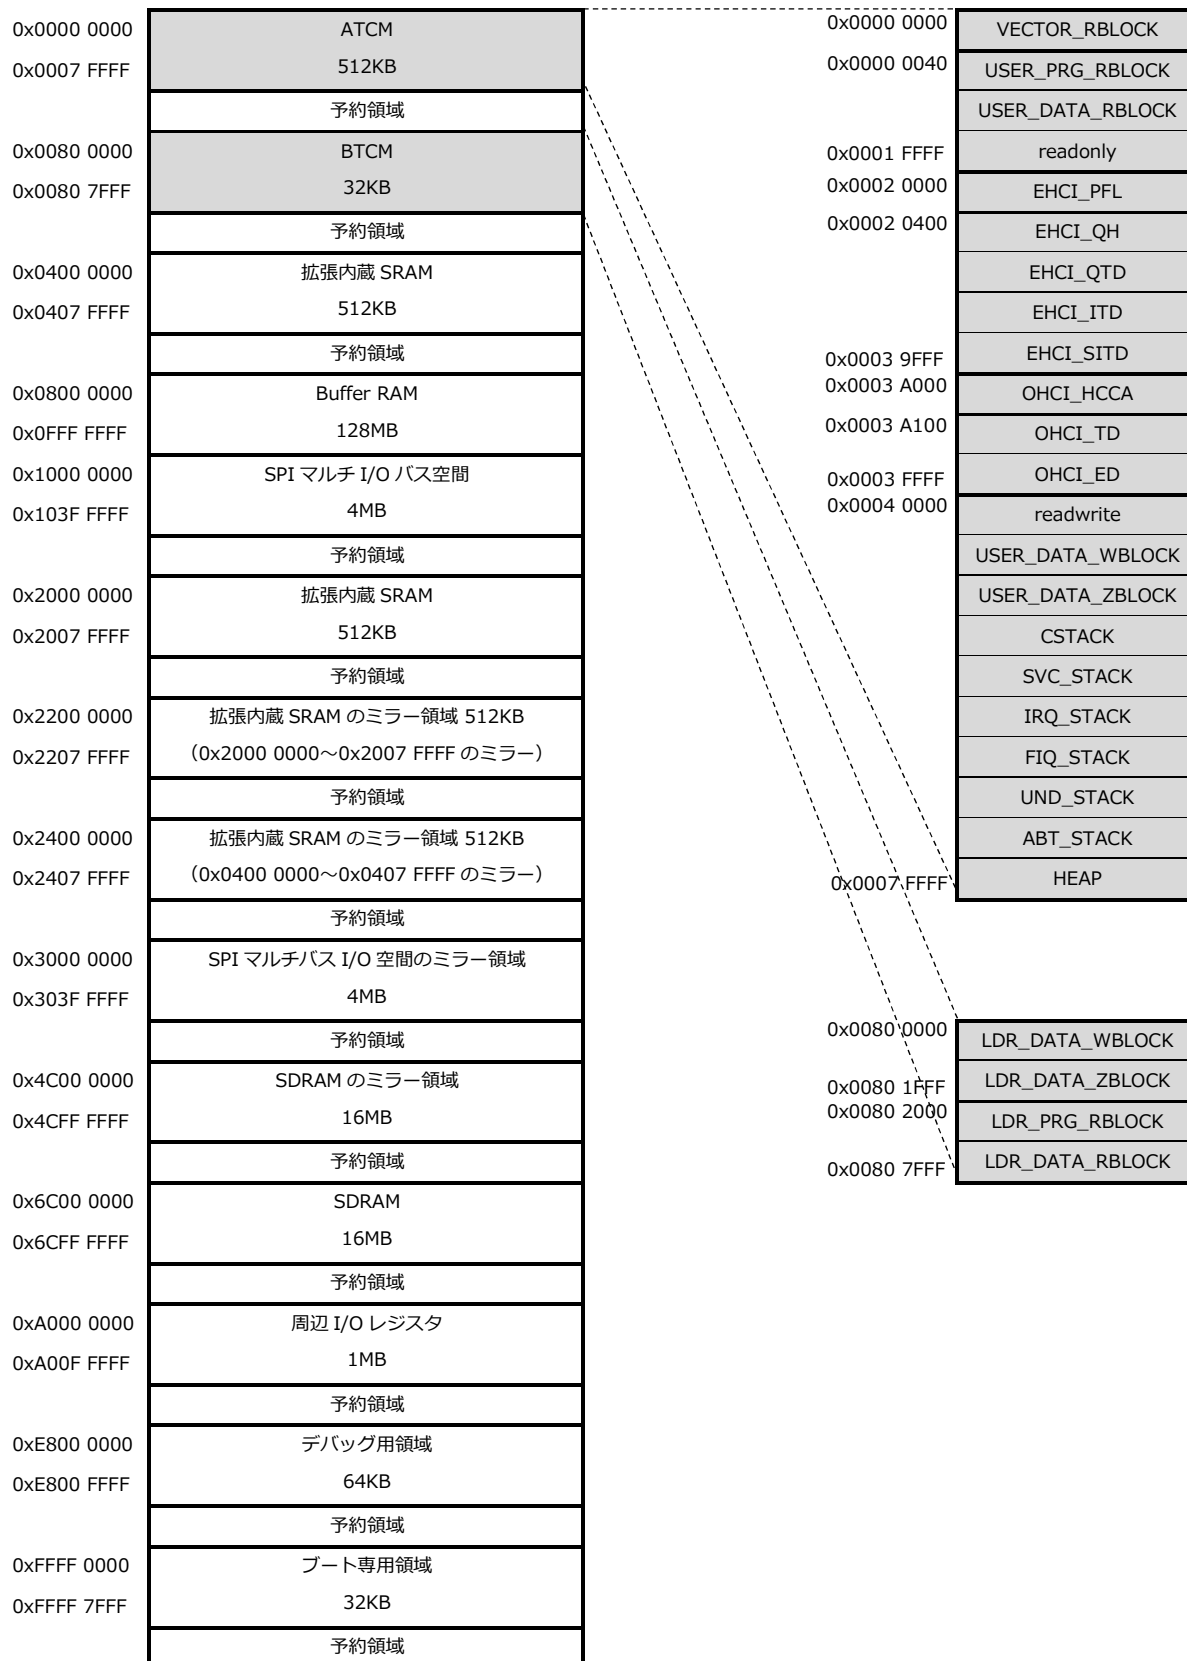 0x0000 0000
ATCM
0x0007 FFFF
512KB
予約領域
0x0080 0000
BTCM
0x0080 7FFF
32KB
予約領域
0x0400 0000
拡張内蔵 SRAM
0x0407 FFFF
512KB
予約領域
0x0800 0000
Buffer RAM
0x0FFF FFFF
128MB
0x1000 0000
SPI マルチ I/O バス空間
0x103F FFFF
4MB
予約領域
0x2000 0000
拡張内蔵 SRAM
0x2007 FFFF
512KB
予約領域
0x2200 0000
拡張内蔵 SRAM のミラー領域 512KB
0x2207 FFFF
（0x2000 0000～0x2007 FFFF のミラー）
予約領域
0x2400 0000
拡張内蔵 SRAM のミラー領域 512KB
0x2407 FFFF
（0x0400 0000～0x0407 FFFF のミラー）
予約領域
0x3000 0000
SPI マルチバス I/O 空間のミラー領域
0x303F FFFF
4MB
予約領域
0x4C00 0000
SDRAM のミラー領域
0x4CFF FFFF
16MB
予約領域
0x6C00 0000
SDRAM
0x6CFF FFFF
16MB
予約領域
0xA000 0000
周辺 I/O レジスタ
0xA00F FFFF
1MB
予約領域
0xE800 0000
デバッグ用領域
0xE800 FFFF
64KB
予約領域
0xFFFF 0000
ブート専用領域
0xFFFF 7FFF
32KB
予約領域
0x0000 0000
VECTOR_RBLOCK
0x0000 0040
USER_PRG_RBLOCK
USER_DATA_RBLOCK
0x0001 FFFF
readonly
0x0002 0000
EHCI_PFL
0x0002 0400
EHCI_QH
EHCI_QTD
EHCI_ITD
0x0003 9FFF
EHCI_SITD
0x0003 A000
OHCI_HCCA
0x0003 A100
OHCI_TD
0x0003 FFFF
OHCI_ED
0x0004 0000
readwrite
USER_DATA_WBLOCK
USER_DATA_ZBLOCK
CSTACK
SVC_STACK
IRQ_STACK
FIQ_STACK
UND_STACK
ABT_STACK
0x0007 FFFF
HEAP
0x0080 0000
LDR_DATA_WBLOCK
0x0080 1FFF
LDR_DATA_ZBLOCK
0x0080 2000
LDR_PRG_RBLOCK
0x0080 7FFF
LDR_DATA_RBLOCK